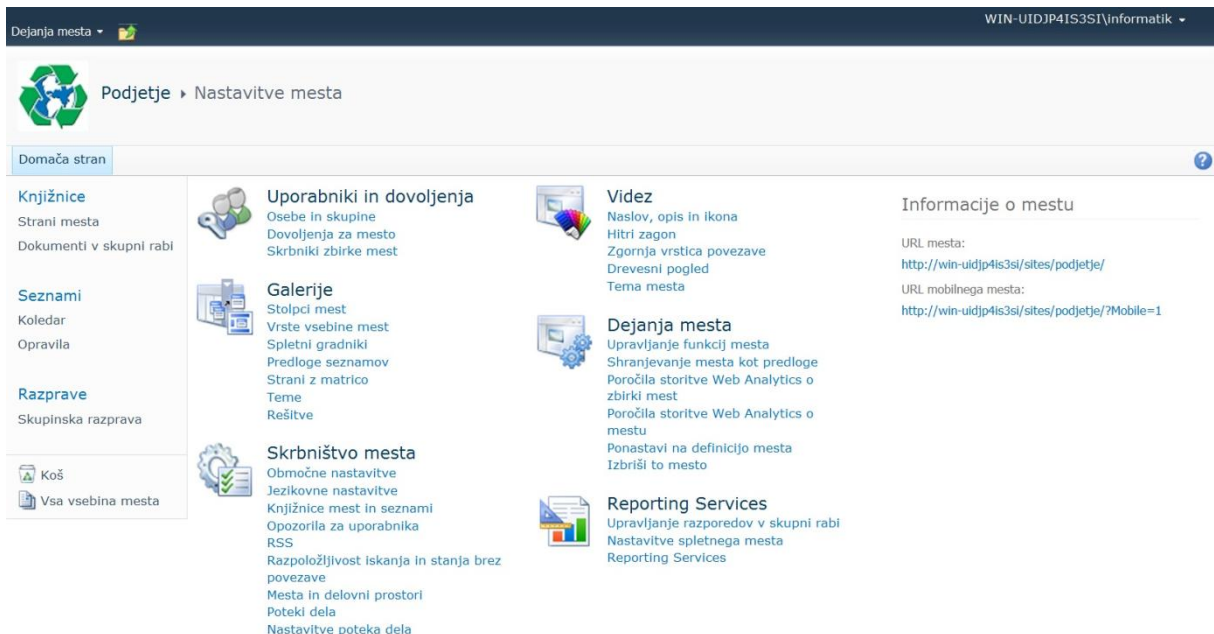 Dejanja mesta
WIN-UIDJP4IS3SI\informatik
Podjetje
Nastavitve mesta
Domača stran
Knjižnice
Strani mesta
Dokumenti v skupni rabi
Seznami
Koledar
Opravila
Razprave
Skupinska razprava
Koš
Vsa vsebina mesta
Uporabniki in dovoljenja
Osebe in skupine
Dovoljenja za mesto
Skrbniki zbirke mest
Galerije
Stolpci mest
Vrste vsebine mest
Spletni gradniki
Predloge seznamov
Strani z matrico
Teme
Rešitve
Skrbništvo mesta
Območne nastavitve
Jezikovne nastavitve
Knjižnice mest in seznami
Opozorila za uporabnika
RSS
Razpoložljivost iskanja in stanja brez
povezave
Mesta in delovni prostori
Poteki dela
Nastavitve poteka dela
Videz
Naslov, opis in ikona
Hitri zagon
Zgornja vrstica povezave
Drevesni pogled
Tema mesta
Dejanja mesta
Upravljanje funkcij mesta
Shranjevanje mesta kot predloge
Poročila storitve Web Analytics o
zbirki mest
Poročila storitve Web Analytics o
mestu
Ponastavi na definicijo mesta
Izbriši to mesto
Reporting Services
Upravljanje razporedov v skupni rabi
Nastavitve spletnega mesta
Reporting Services
Informacije o mestu
URL mesta:
http://win-uidjp4is3si/sites/podjetje/
URL mobilnega mesta:
http://win-uidjp4is3si/sites/podjetje/?Mobile=1